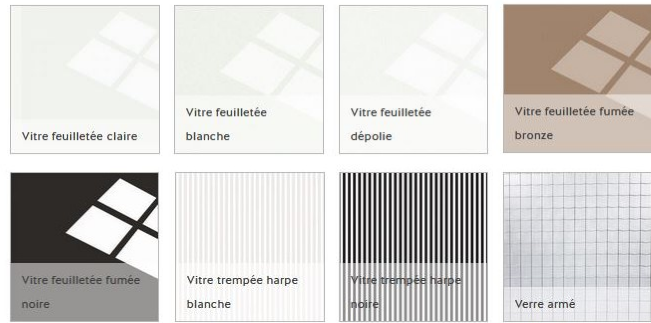 Vitre feuilletée claire
Vitre feuilletée
blanche
Vitre feuilletée
dépolie
Vitre feuilletée fumée
bronze
Vitre feuilletée fumée
noire
Vitre trempée harpe
blanche
Vitre trempée harpe
noire
Verre armé